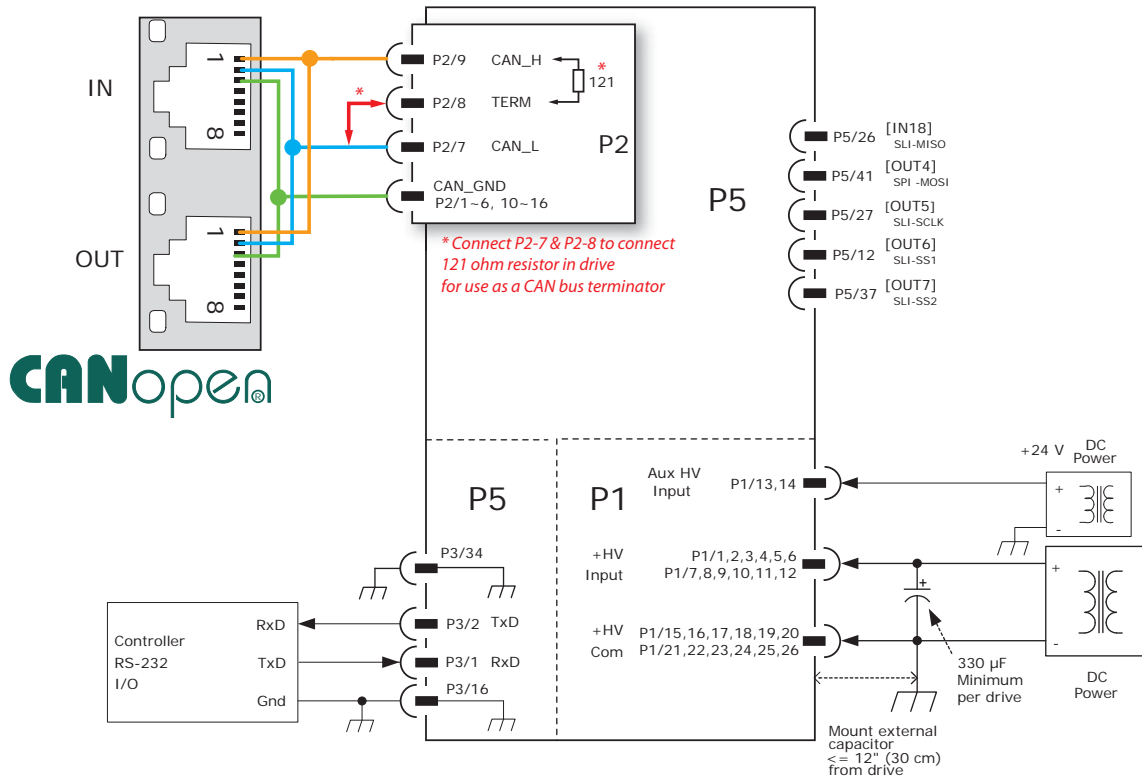 IN
1
8
OUT
1
8
CANopen®
P2/9 CAN_H
*
121
P2/8 TERM
*
P2/7 CAN_L
P2
CAN_GND
P2/1~6, 10~16
* Connect P2-7 & P2-8 to connect
121 ohm resistor in drive
for use as a CAN bus terminator
P5
P5/26 [IN18]
SLI-MISO
P5/41 [OUT4]
SPI -MOSI
P5/27 [OUT5]
SLI-SCLK
P5/12 [OUT6]
SLI-SS1
P5/37 [OUT7]
SLI-SS2
P5
P3/34
P3/2 TxD
P3/1 RxD
P3/16
Controller
RS-232
I/O
RxD
TxD
Gnd
P1
Aux HV
Input
P1/13,14
+HV
Input
P1/1,2,3,4,5,6
P1/7,8,9,10,11,12
+HV
Com
P1/15,16,17,18,19,20
P1/21,22,23,24,25,26
+24 V
DC
Power
+
-
+
-
DC
Power
+
330 µF
Minimum
per drive
Mount external
capacitor
<= 12" (30 cm)
from drive